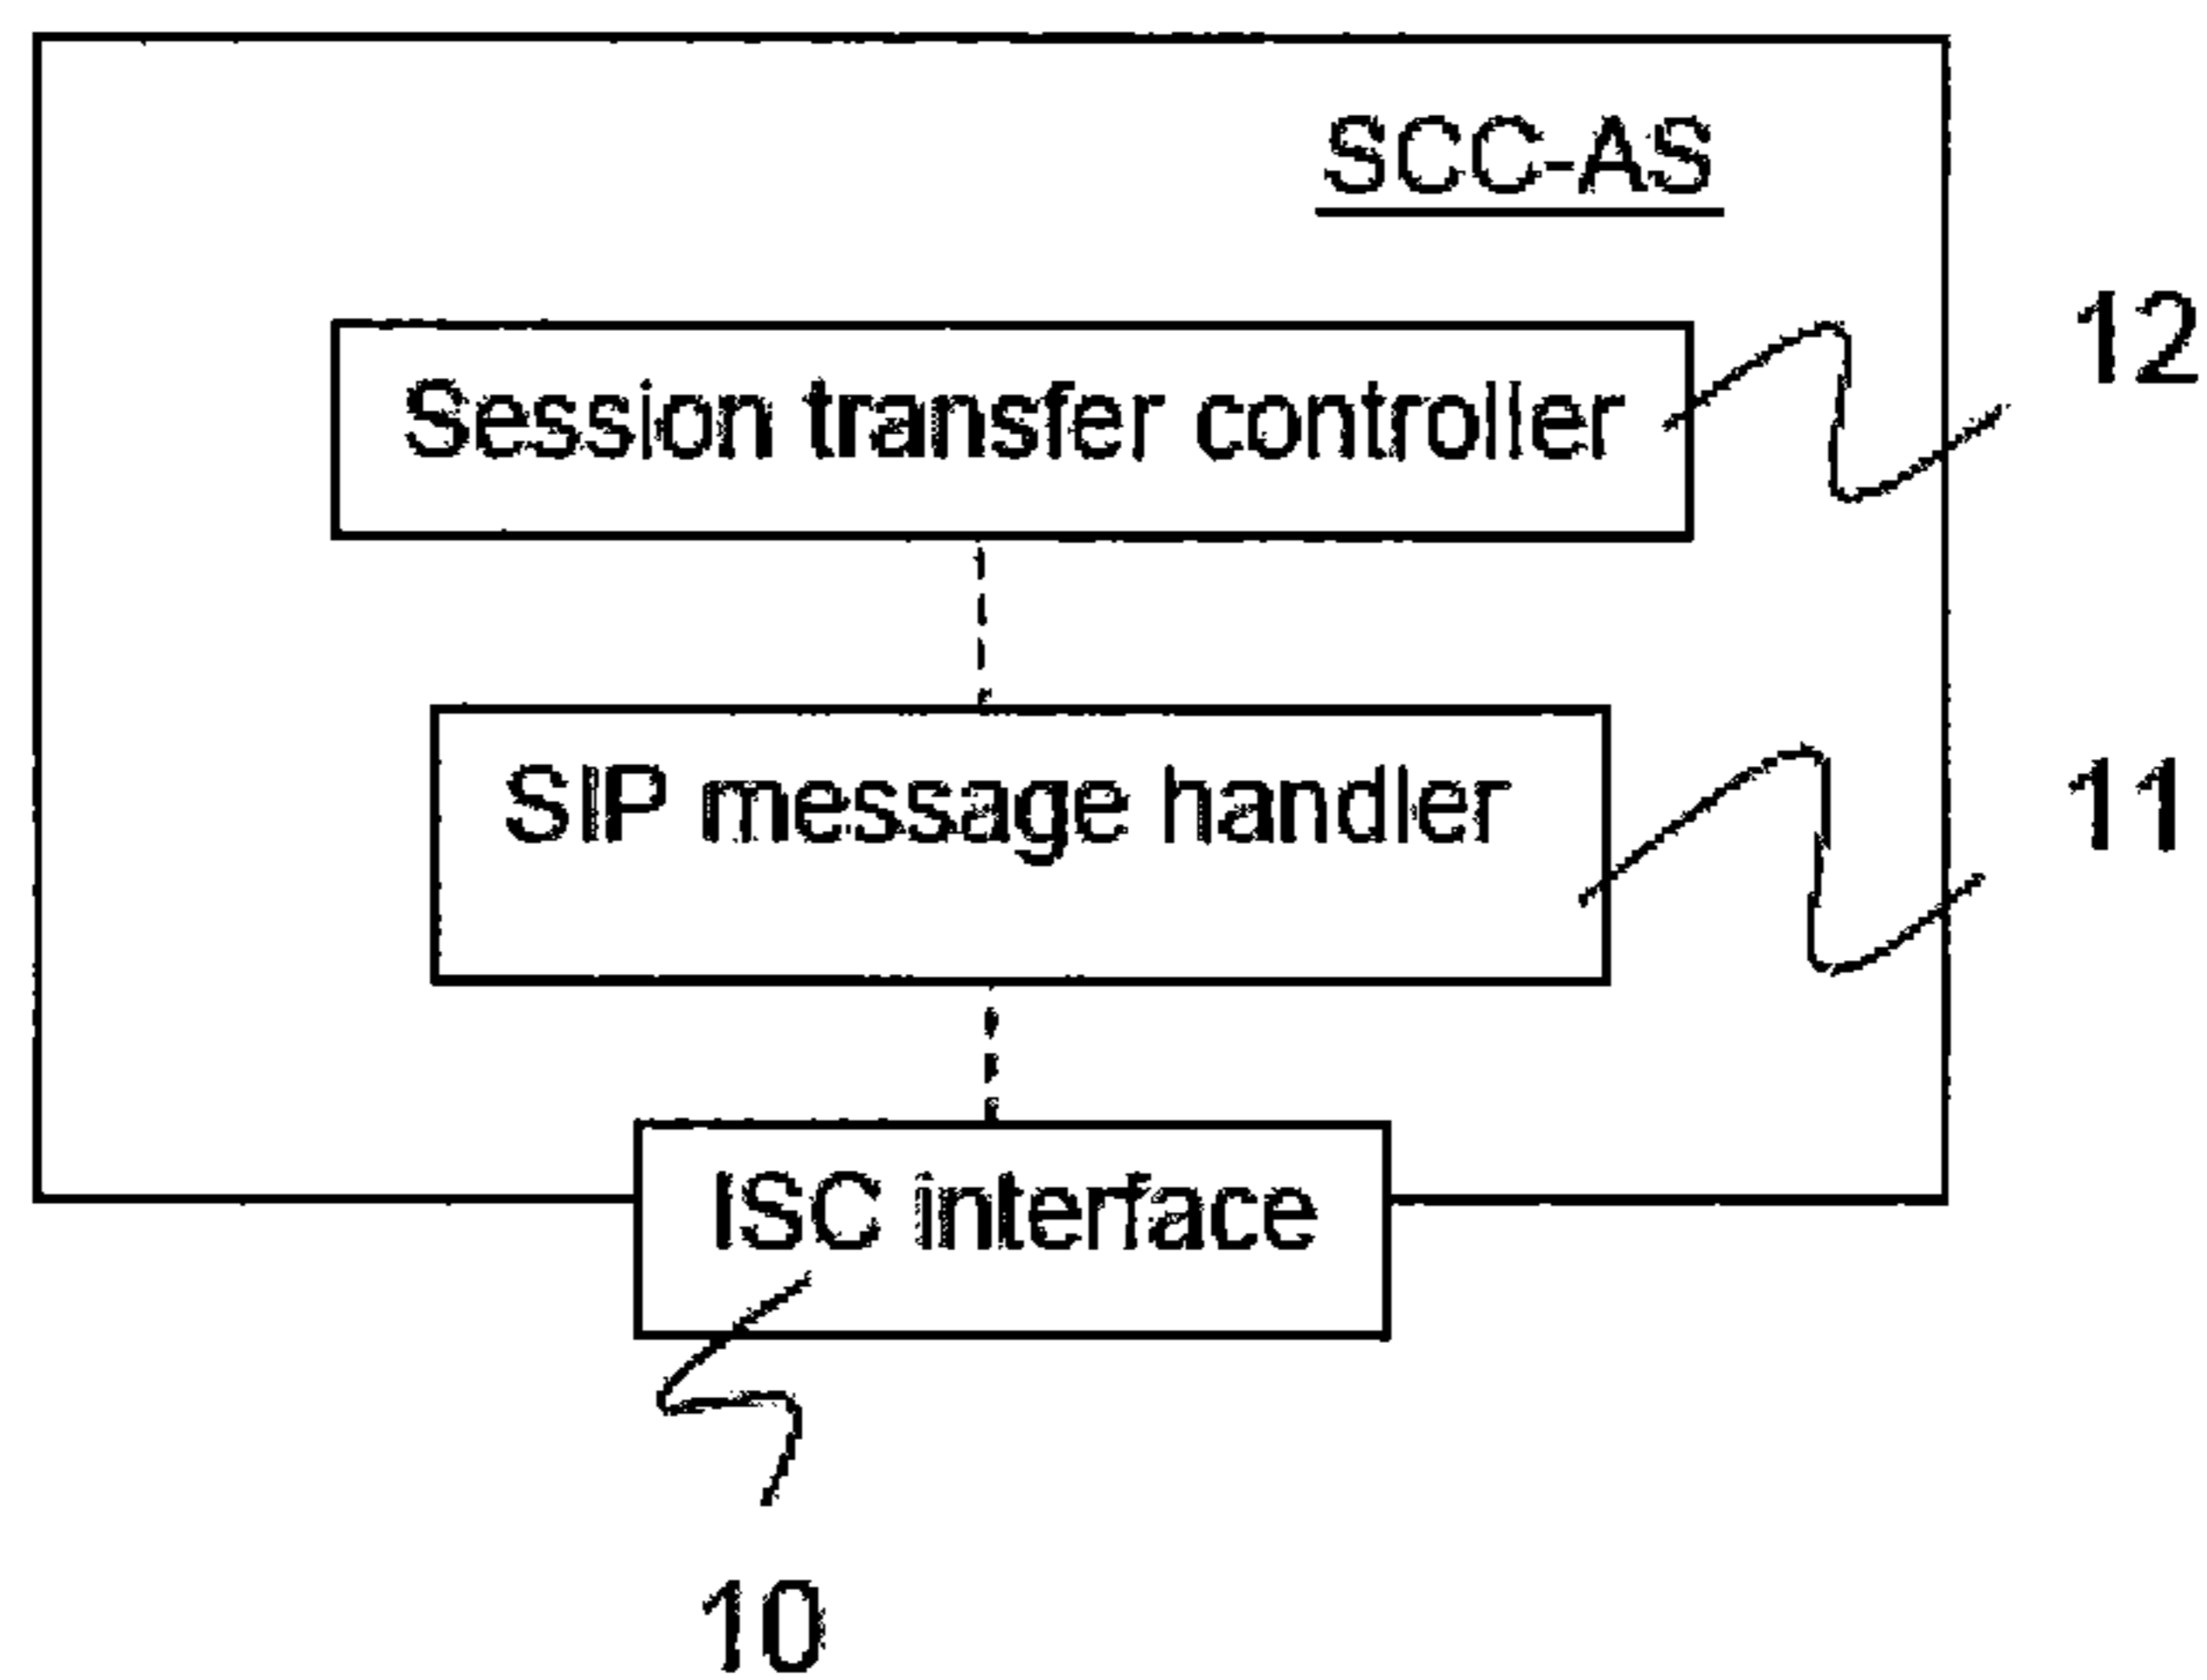 SCC-AS
12
Session transfer controller
11
SIP message handler
ISC interface
10